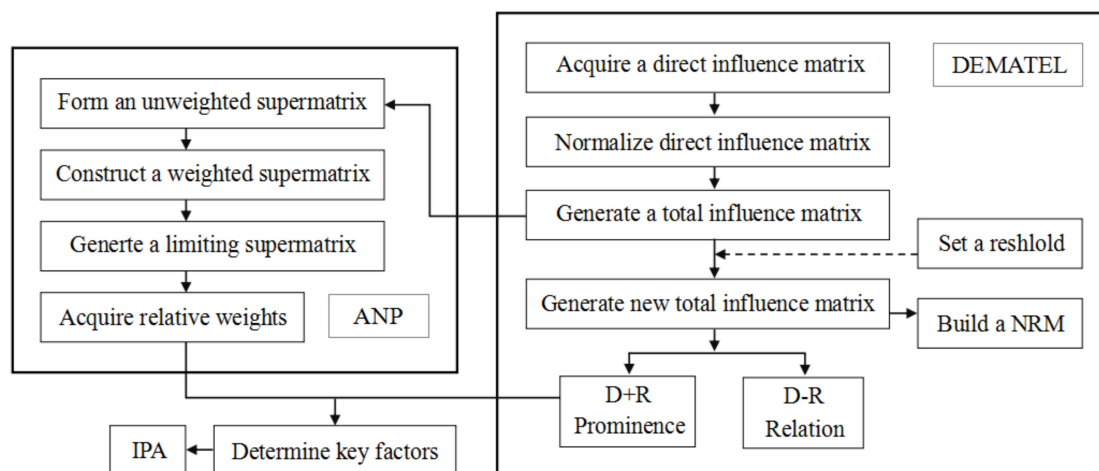 Acquire a direct influence matrix
DEMATEL
Form an unweighted supermatrix
Normalize direct influence matrix
Construct a weighted supermatrix
Generate a total influence matrix
Generte a limiting supermatrix
Set a reshlold
Acquire relative weights
ANP
Generate new total influence matrix
Build a NRM
D+R
Prominence
D-R
Relation
IPA
Determine key factors